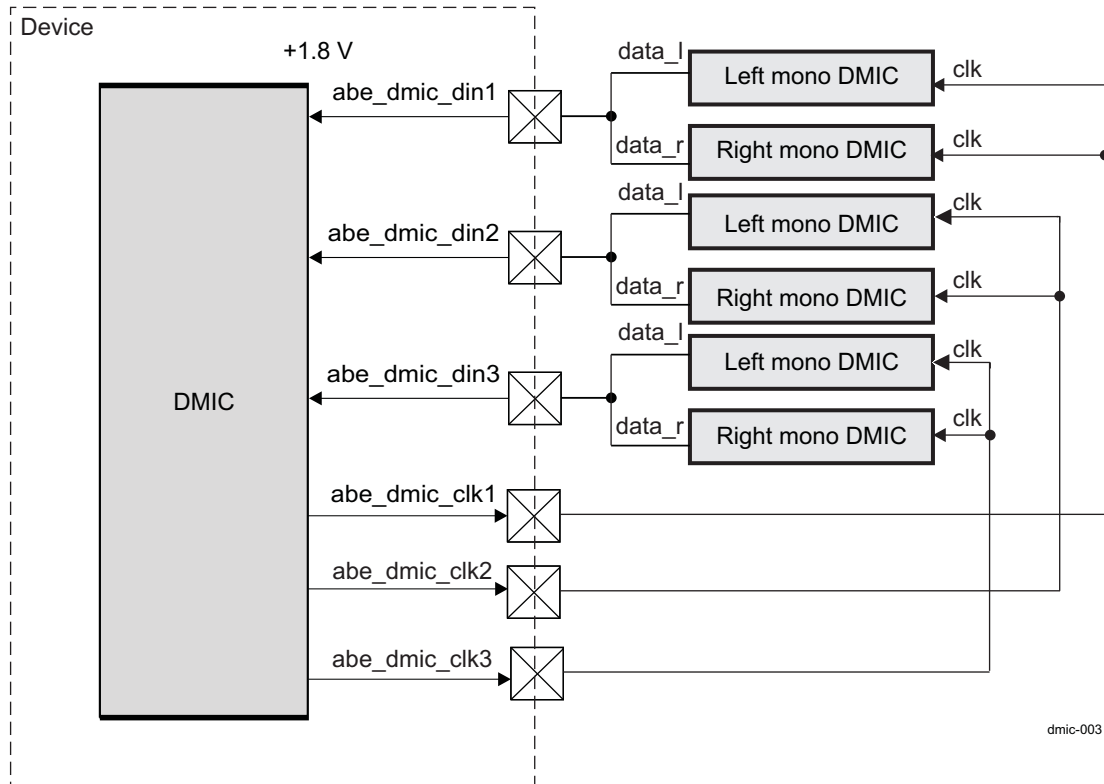 Device
+1.8 V
abe_dmic_din1
data_l
Left mono DMIC
clk
data_r
Right mono DMIC
clk
abe_dmic_din2
data_l
Left mono DMIC
clk
data_r
Right mono DMIC
clk
abe_dmic_din3
data_l
Left mono DMIC
clk
data_r
Right mono DMIC
clk
DMIC
abe_dmic_clk1
abe_dmic_clk2
abe_dmic_clk3
dmic-003